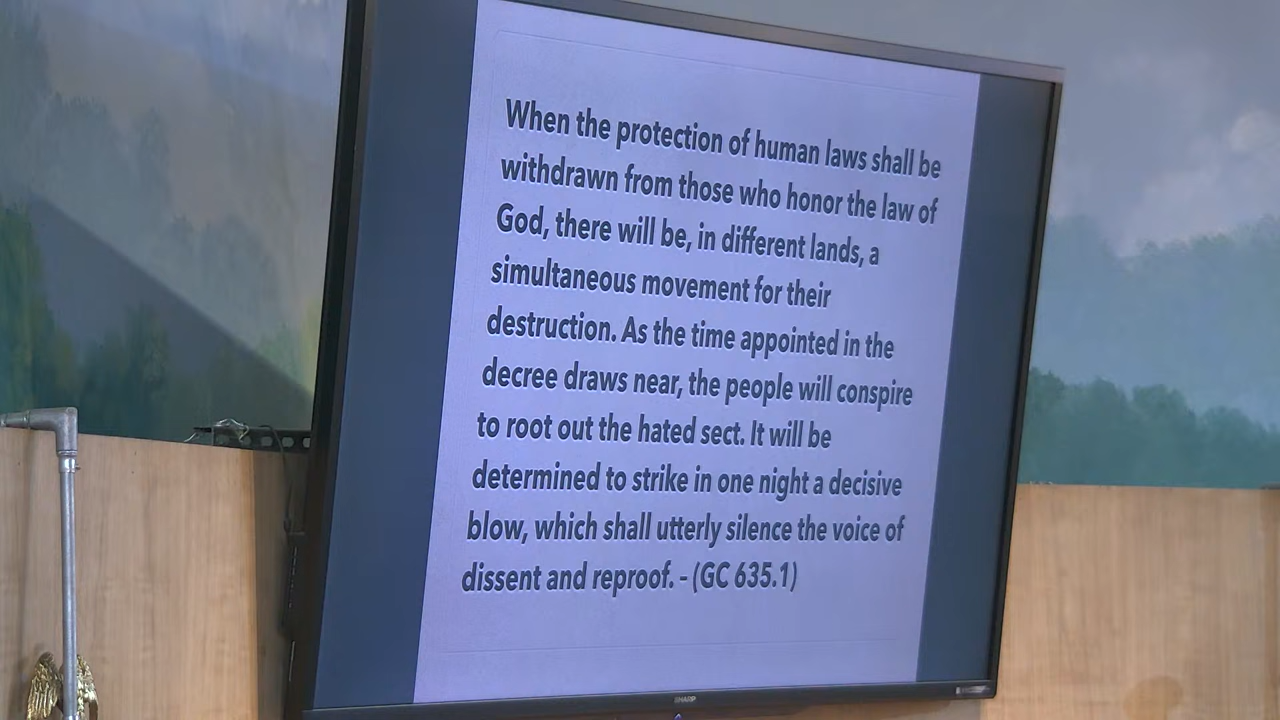 When the protection of human laws shall be
withdrawn from those who honor the law of
God, there will be, in different lands, a
simultaneous movement for their
destruction. As the time appointed in the
decree draws near, the people will conspire
to root out the hated sect. It will be
determined to strike in one night a decisive
blow, which shall utterly silence the voice of
dissent and reproof. - (GC 635.1)
SHARP